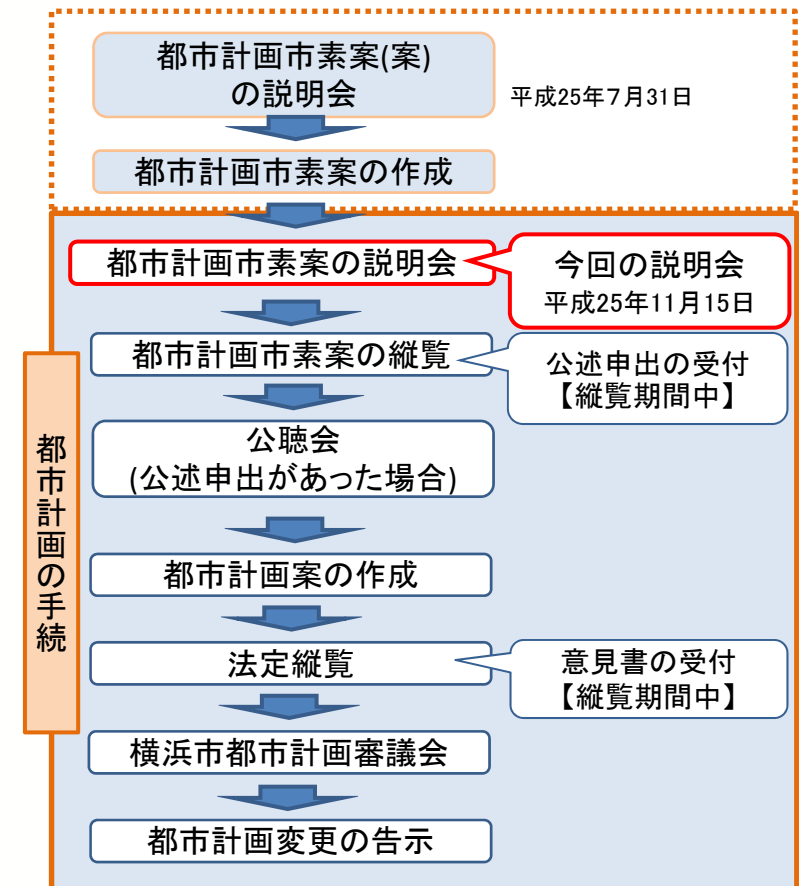 都市計画市素案(案)
の説明会
平成25年7月31日
都市計画市素案の作成
都市計画市素案の説明会
今回の説明会
平成25年11月15日
都市計画市素案の縦覧
公述申出の受付
【縦覧期間中】
公聴会
(公述申出があった場合)
都市計画の手続
都市計画案の作成
法定縦覧
意見書の受付
【縦覧期間中】
横浜市都市計画審議会
都市計画変更の告示